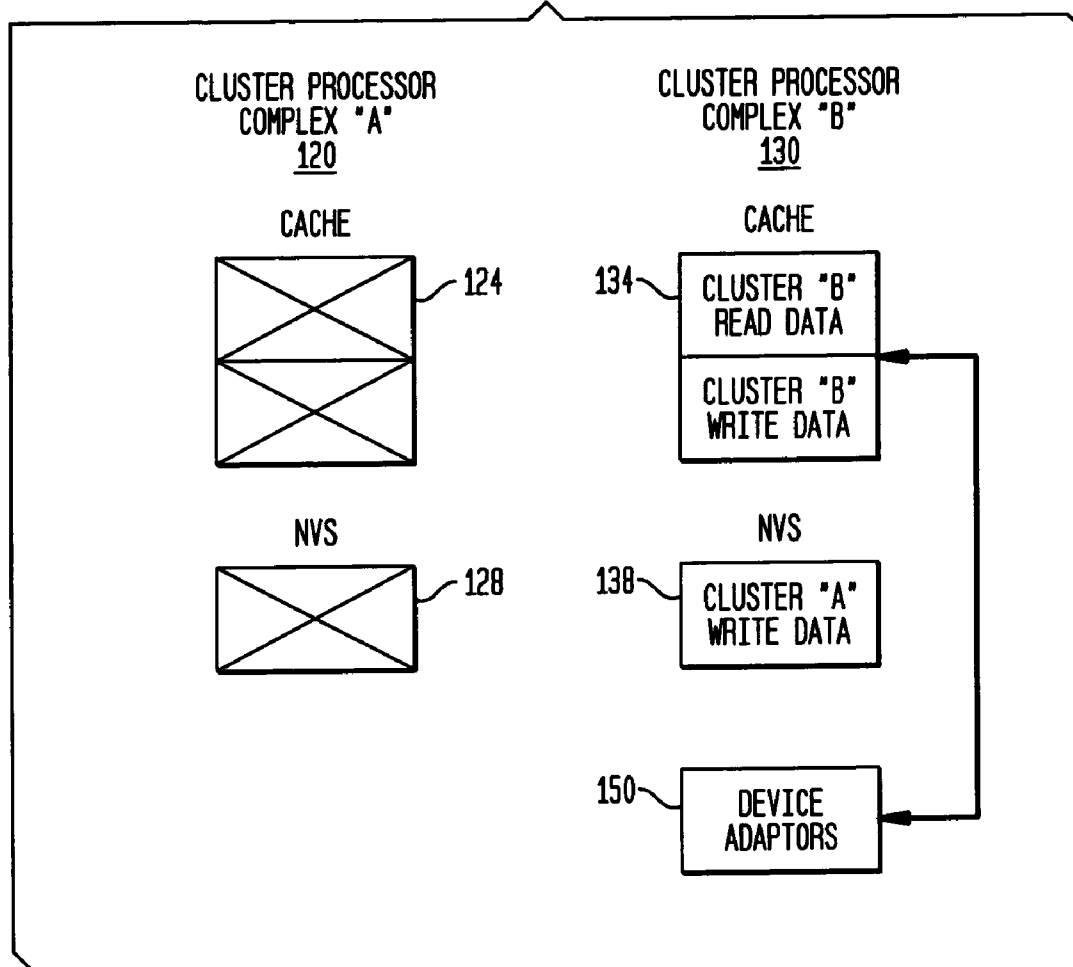 CLUSTER PROCESSOR
COMPLEX "A"
120
CACHE
124
NVS
128
CLUSTER PROCESSOR
COMPLEX "B"
130
CACHE
134
CLUSTER "B"
READ DATA
CLUSTER "B"
WRITE DATA
NVS
138
CLUSTER "A"
WRITE DATA
150
DEVICE
ADAPTORS